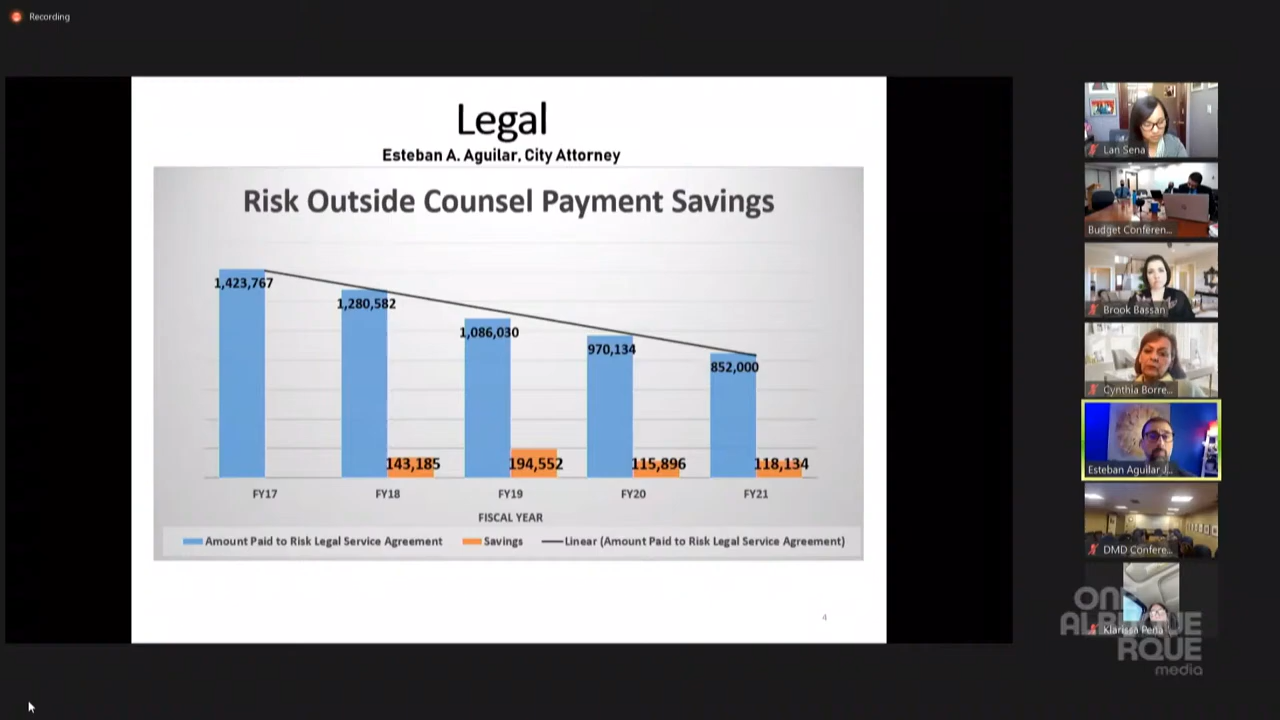 Recording
Legal
Esteban A. Aguilar, City Attorney
Risk Outside Counsel Payment Savings
1,423,767
1,280,582
1,086,030
970,134
852,000
143,185
194,552
115,896
118,134
FY17
FY18
FY19
FY20
FY21
FISCAL YEAR
Amount Paid to Risk Legal Service Agreement
Savings
Linear (Amount Paid to Risk Legal Service Agreement)
4
Lan Sena
Budget Conferen...
Brook Bassan
Cynthia Borre...
Esteban Aguilar J...
DMD Confere...
Klarissa Peña
ONE
ALBUQUE
RQUE
media